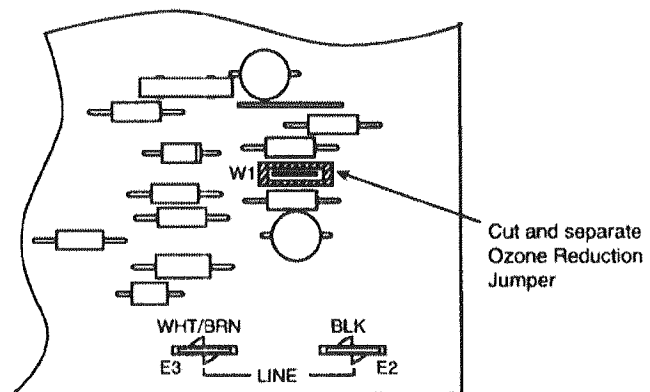 W1
Cut and separate
Ozone Reduction
Jumper
WHT/BRN
BLK
E3
E2
LINE